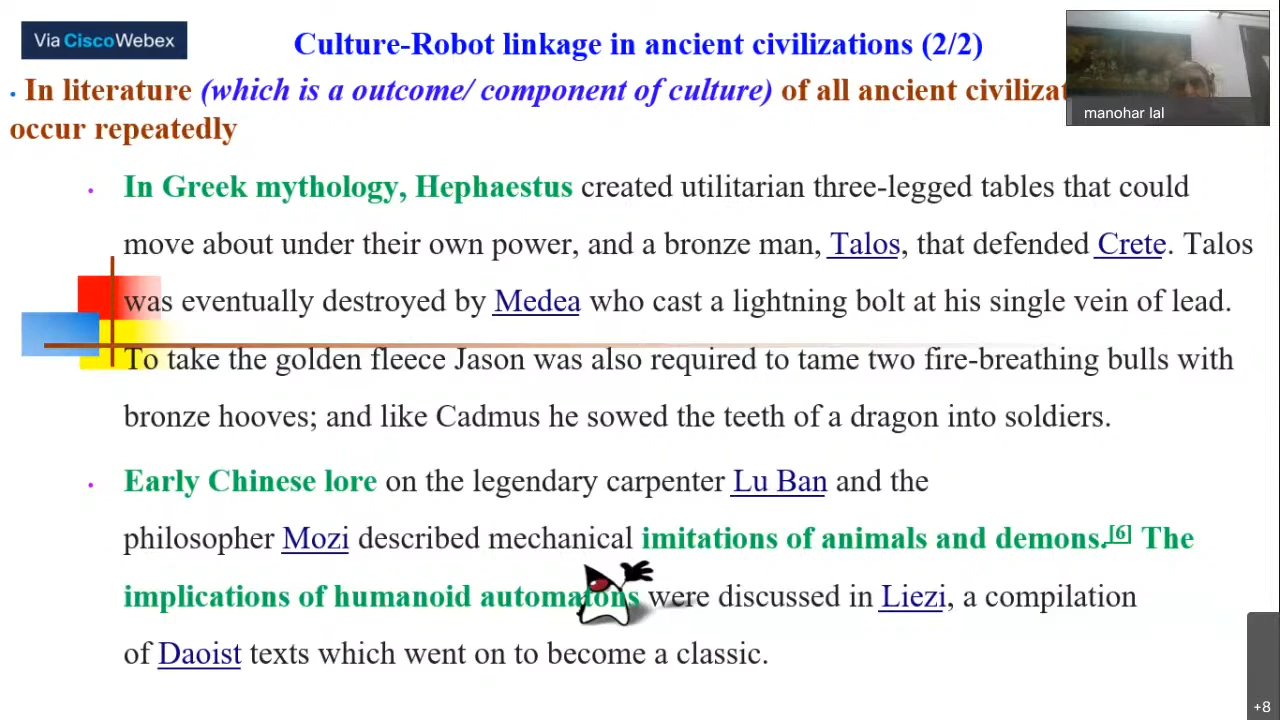 Via Cisco Webex
Culture-Robot linkage in ancient civilizations (2/2)
• In literature (which is a outcome/ component of culture) of all ancient
occur repeatedly
manohar lal
• In Greek mythology, Hephaestus created utilitarian three-legged tables that could
move about under their own power, and a bronze man, Talos, that defended Crete. Talos
was eventually destroyed by Medea who cast a lightning bolt at his single vein of lead.
To take the golden fleece Jason was also required to tame two fire-breathing bulls with
bronze hooves; and like Cadmus he sowed the teeth of a dragon into soldiers.
• Early Chinese lore on the legendary carpenter Lu Ban and the
philosopher Mozi described mechanical imitations of animals and demons.[6] The
implications of humanoid automatons were discussed in Liezi, a compilation
of Daoist texts which went on to become a classic.
+8